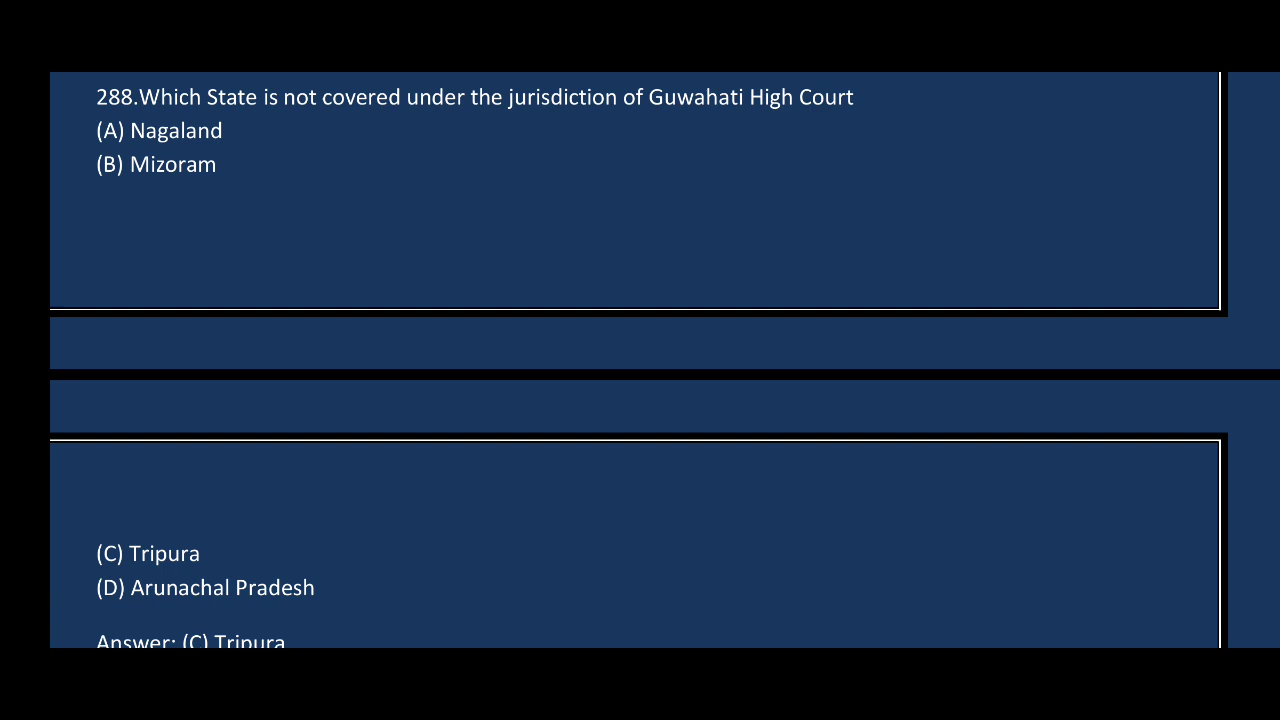 288.Which State is not covered under the jurisdiction of Guwahati High Court
(A) Nagaland
(B) Mizoram
(C) Tripura
(D) Arunachal Pradesh
Answer: (C) Tripura